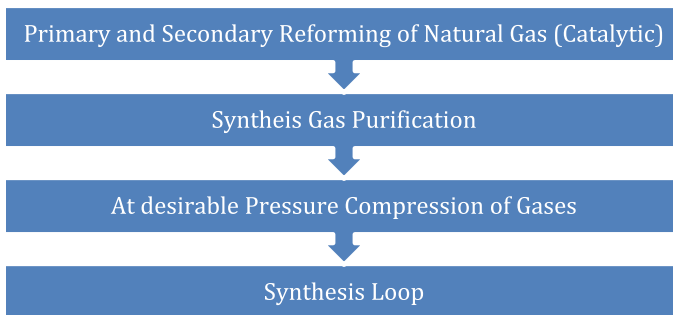 Primary and Secondary Reforming of Natural Gas (Catalytic)
Syntheis Gas Purification
At desirable Pressure Compression of Gases
Synthesis Loop